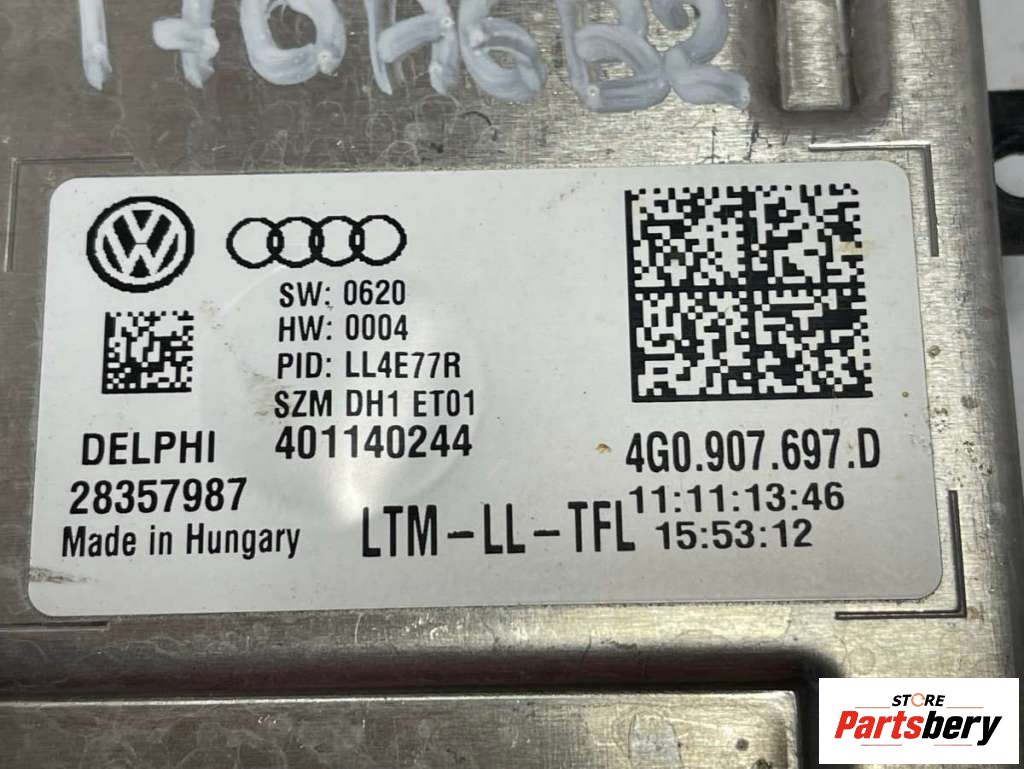 170A6B2
SW: 0620
HW: 0004
PID: LL4E77R
SZM DH1 ET01
DELPHI 401140244
4G0.907.697.D
28357987
11:11:13:46
Made in Hungary
LTM-LL-TFL
15:53:12
STORE
Partsbery